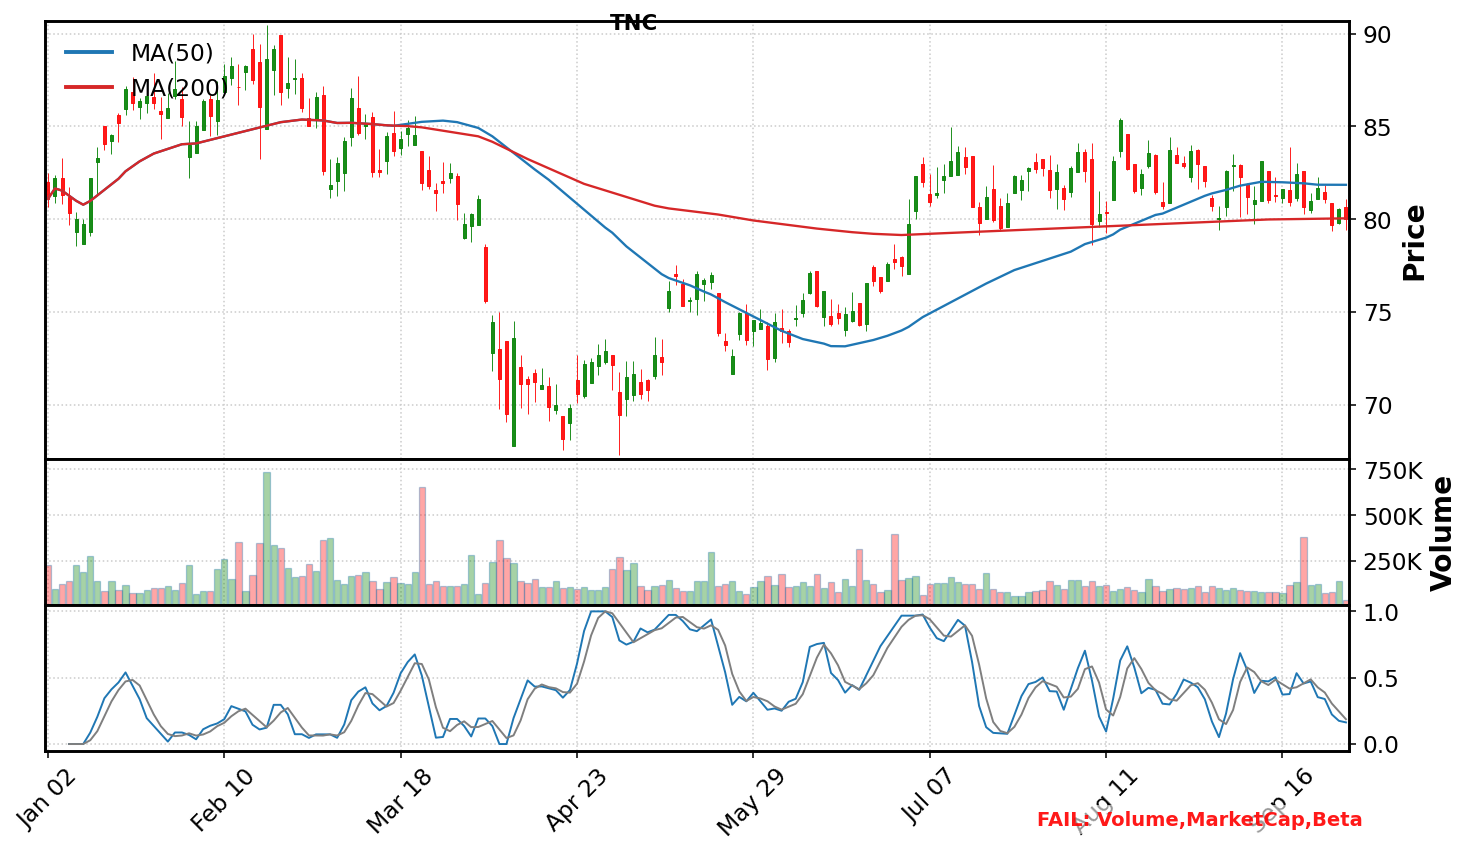 TNC
MA(50)
MA(200)
90
85
80
75
70
Price
750K
500K
250K
Volume
1.0
0.5
0.0
Jan 02
Feb 10
Mar 18
Apr 23
May 29
Jul 07
Aug 11
Sep 16
FAIL: Volume,MarketCap,Beta